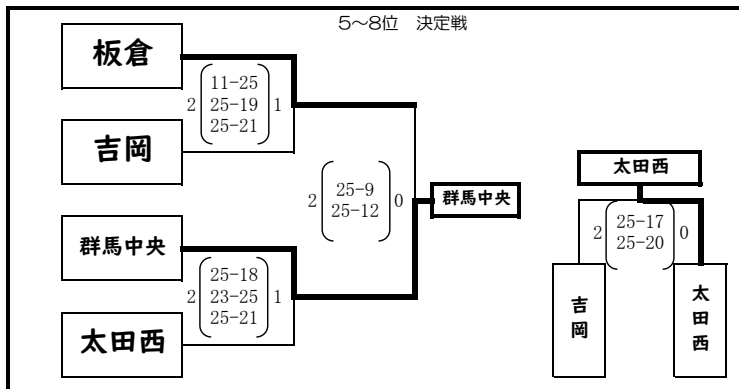 5～8位 決定戦
板倉
吉岡
2 11-25 1
25-19
25-21
群馬中央
太田西
2 25-18 1
23-25
25-21
2 25-9 0
25-12
群馬中央
太田西
2 25-17 0
25-20
吉岡
太田西